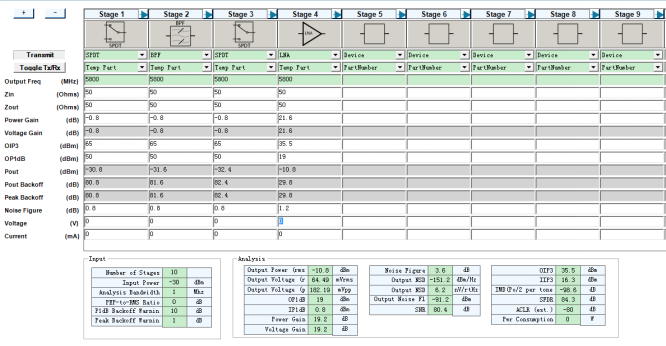 + - Stage 1 Stage 2 Stage 3 Stage 4 Stage 5 Stage 6 Stage 7 Stage 8 Stage 9
SPDT BPF SPDT LNA
Transmit SPDT BPF SPDT LNA Device Device Device Device Device
Toggle Tx/Rx Temp Part Temp Part Temp Part Temp Part PartNumber PartNumber PartNumber PartNumber PartNumber
Output Freq (MHz) 5800 5800 5800 5800
Zin (Ohms) 50 50 50 50
Zout (Ohms) 50 50 50 50
Power Gain (dB) -0.8 -0.8 -0.8 21.6
Voltage Gain (dB) -0.8 -0.8 -0.8 21.6
OIP3 (dBm) 65 65 65 35.5
OP1dB (dBm) 50 50 50 19
Pout (dBm) -30.8 -31.6 -32.4 -10.8
Pout Backoff (dB) 80.8 81.6 82.4 29.8
Peak Backoff (dB) 80.8 81.6 82.4 29.8
Noise Figure (dB) 0.8 0.8 0.8 1.2
Voltage (V) 0 0 0 0
Current (mA) 0 0 0 0
Input
Number of Stages 10
Input Power -30 dBm
Analysis Bandwidth 1 Mhz
PEP-to-RMS Ratio 0 dB
P1dB Backoff Warnin 10 dB
Peak Backoff Warnin 1 dB
Analysis
Output Power (rms -10.8 dBm Noise Figure 3.6 dB OIP3 35.5 dBm
Output Voltage (r 64.49 mVrms Output NSD -151.2 dBm/Hz IIP3 16.3 dBm
Output Voltage (p 182.19 mVpp Output NSD 6.2 nV/rtHz IMD(Po/2 per tone -98.6 dB
OP1dB 19 dBm Output Noise Fl -91.2 dBm SFDR 84.3 dB
IP1dB 0.8 dBm SNR 80.4 dB ACLR (est.) -80 dB
Power Gain 19.2 dB Pwr Consumption 0 W
Voltage Gain 19.2 dB